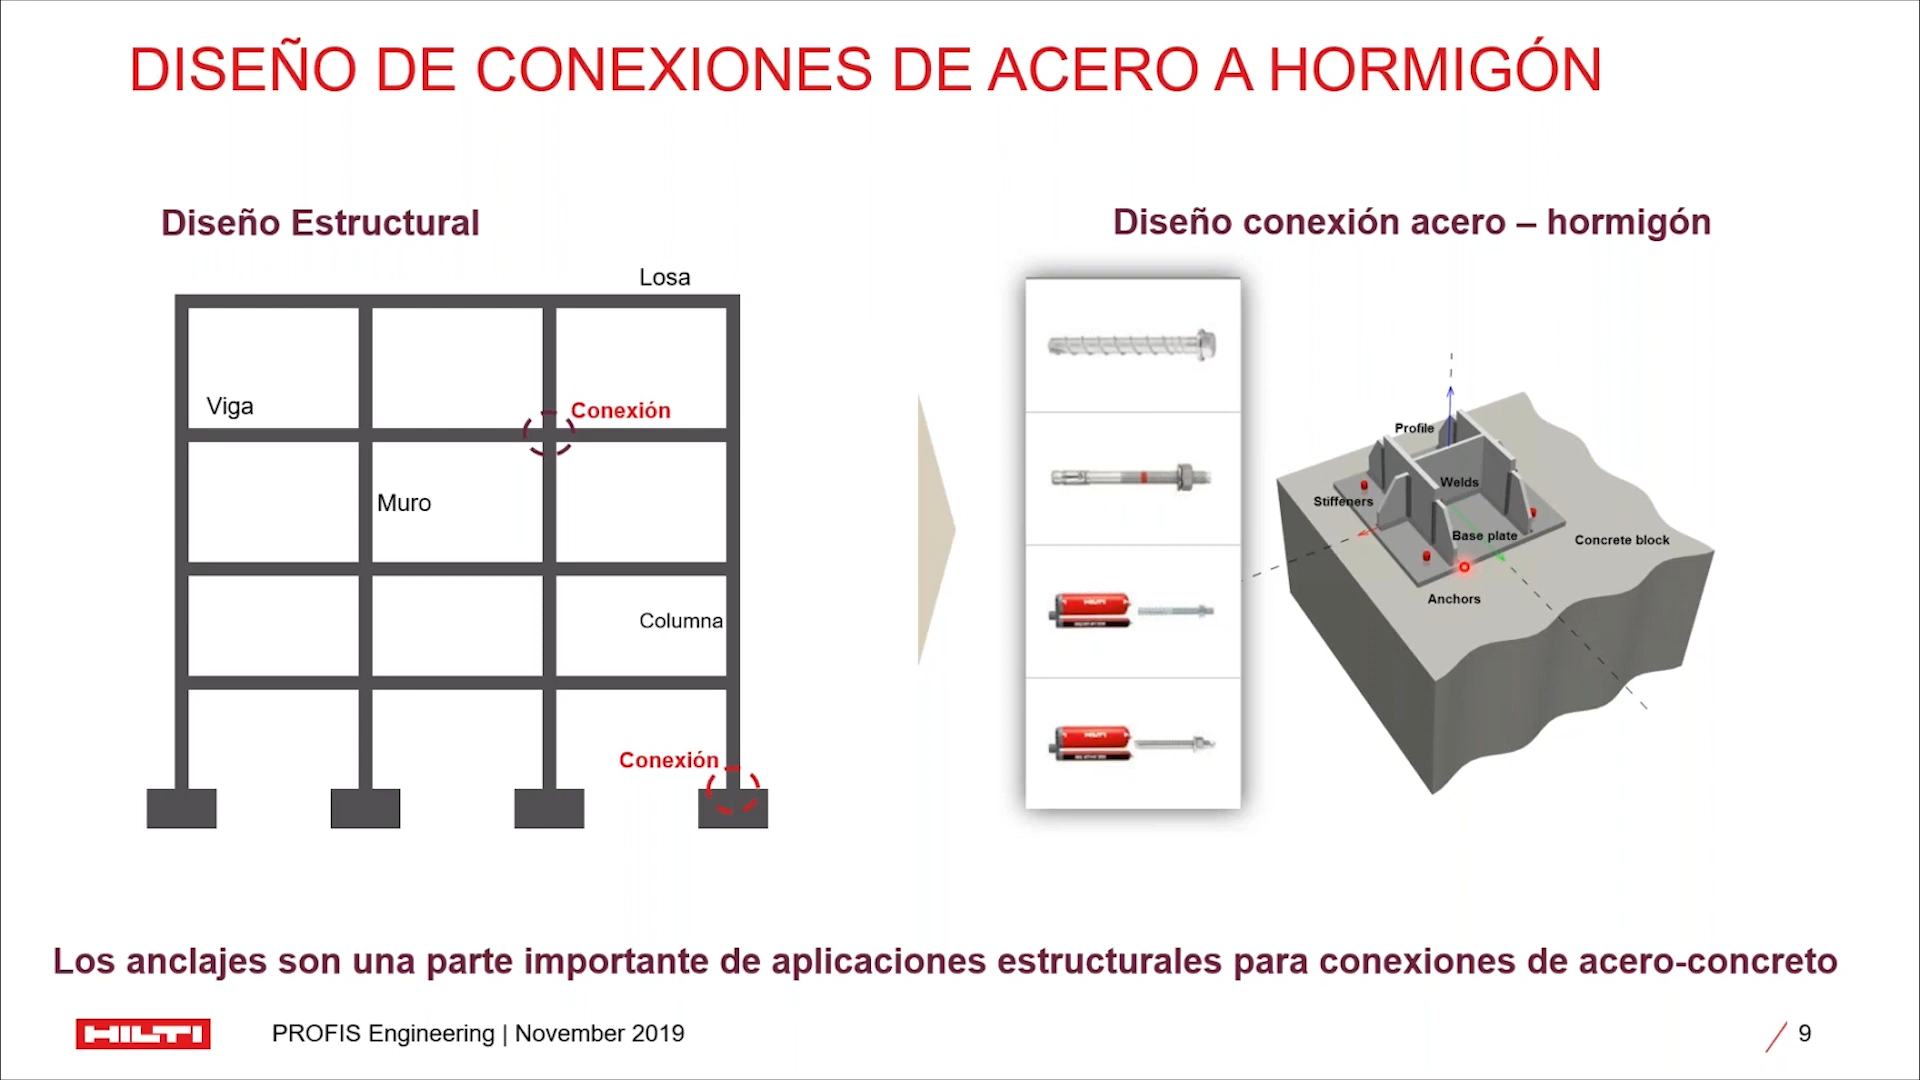 DISEÑO DE CONEXIONES DE ACERO A HORMIGÓN
Diseño Estructural
Losa
Viga
Conexión
Muro
Columna
Conexión
Diseño conexión acero – hormigón
HILTI
HILTI
Profile
Welds
Stiffeners
Base plate
Concrete block
Anchors
Los anclajes son una parte importante de aplicaciones estructurales para conexiones de acero-concreto
HILTI
PROFIS Engineering | November 2019
9